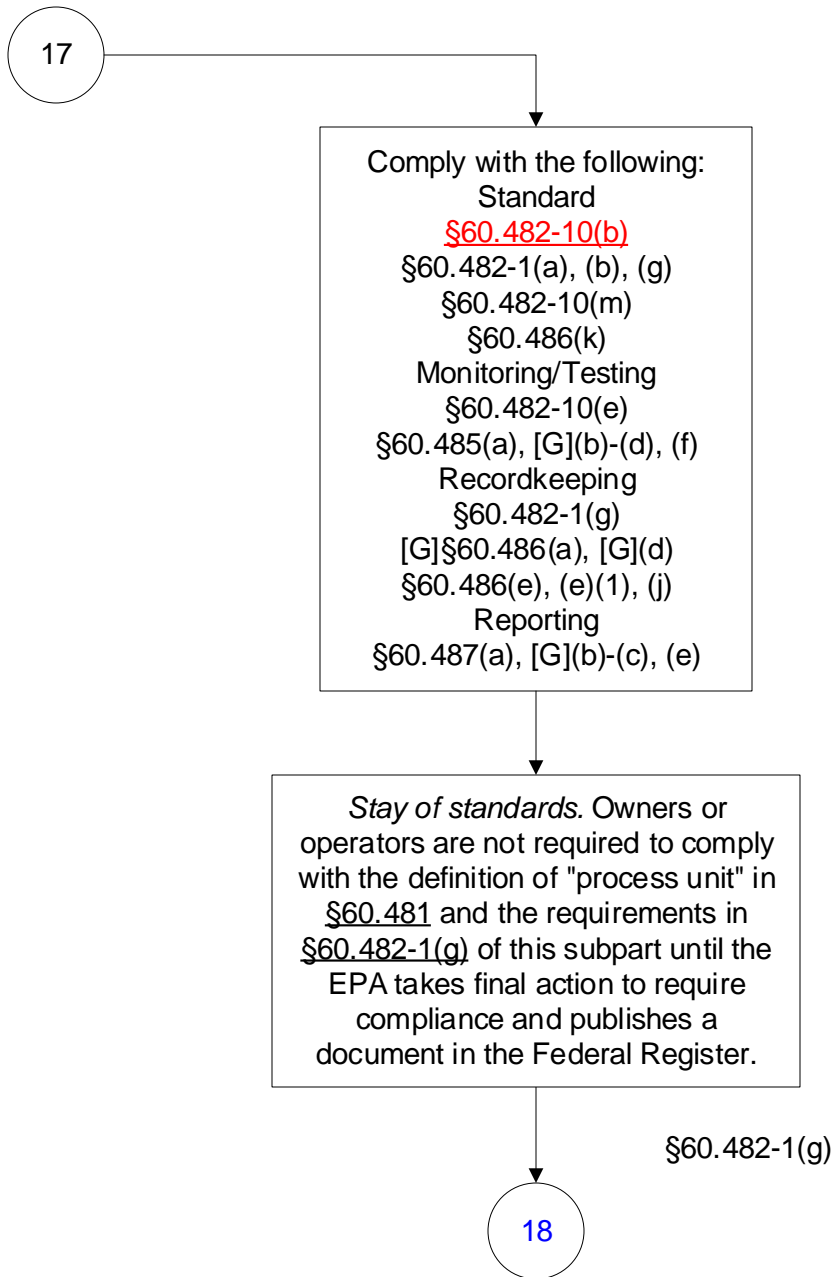 17
Comply with the following:
Standard
§60.482-10(b)
§60.482-1(a), (b), (g)
§60.482-10(m)
§60.486(k)
Monitoring/Testing
§60.482-10(e)
§60.485(a), [G](b)-(d), (f)
Recordkeeping
§60.482-1(g)
[G]§60.486(a), [G](d)
§60.486(e), (e)(1), (j)
Reporting
§60.487(a), [G](b)-(c), (e)
Stay of standards. Owners or
operators are not required to comply
with the definition of "process unit" in
§60.481 and the requirements in
§60.482-1(g) of this subpart until the
EPA takes final action to require
compliance and publishes a
document in the Federal Register.
§60.482-1(g)
18